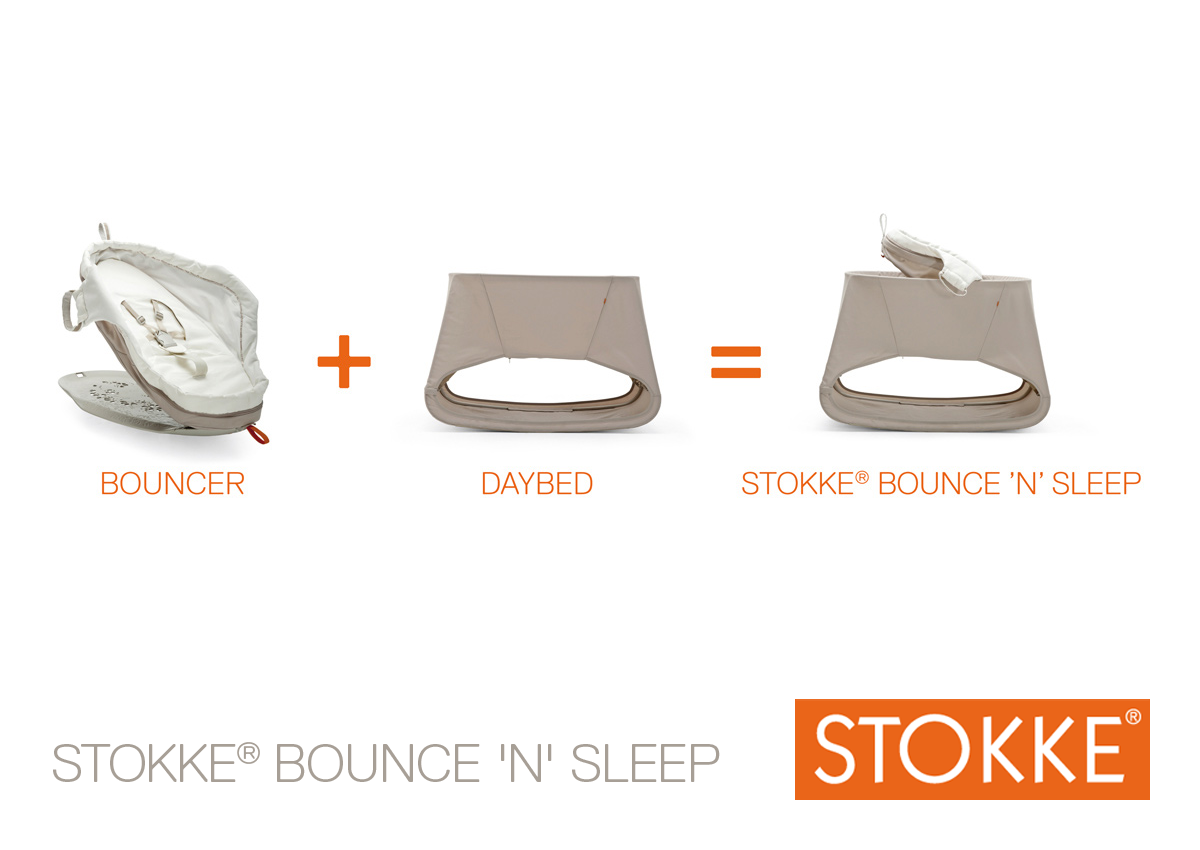 +
=
BOUNCER
DAYBED
STOKKE® BOUNCE ’N’ SLEEP
STOKKE® BOUNCE 'N' SLEEP
STOKKE®